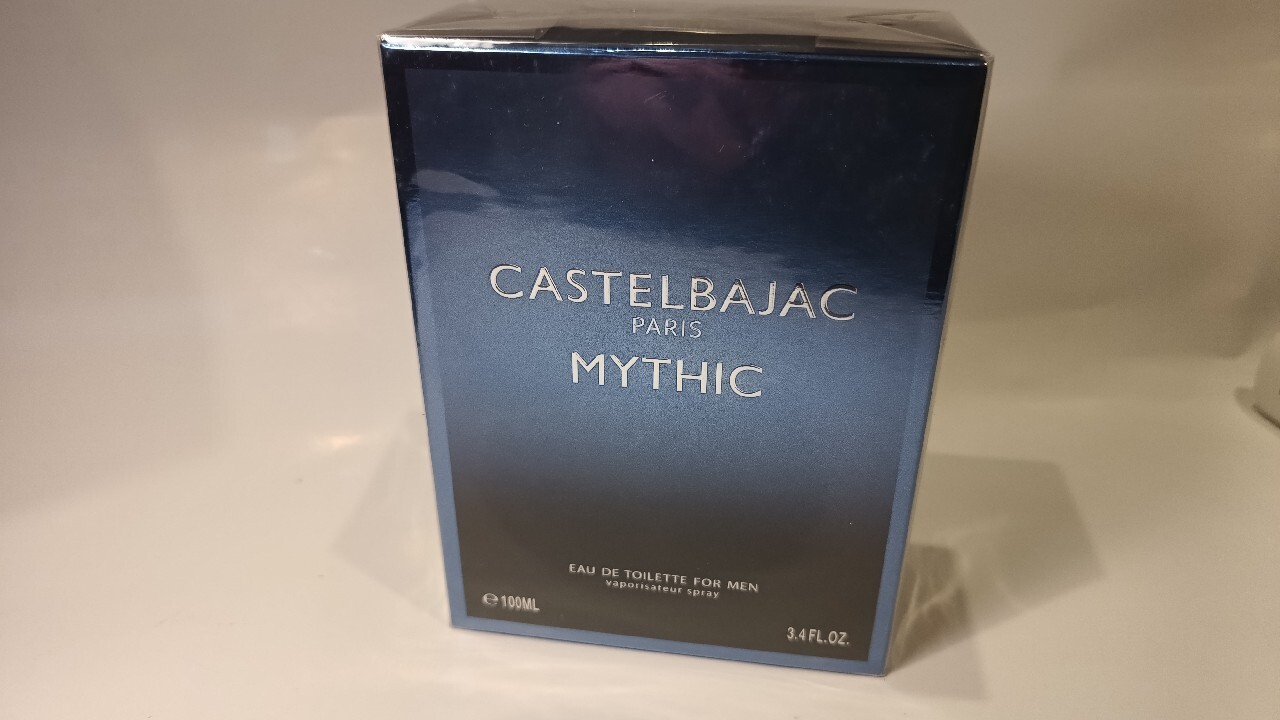 CASTELBAJAC
PARIS
MYTHIC
EAU DE TOILETTE FOR MEN
vaporisateur spray
℮100ML
3.4 FL.OZ.